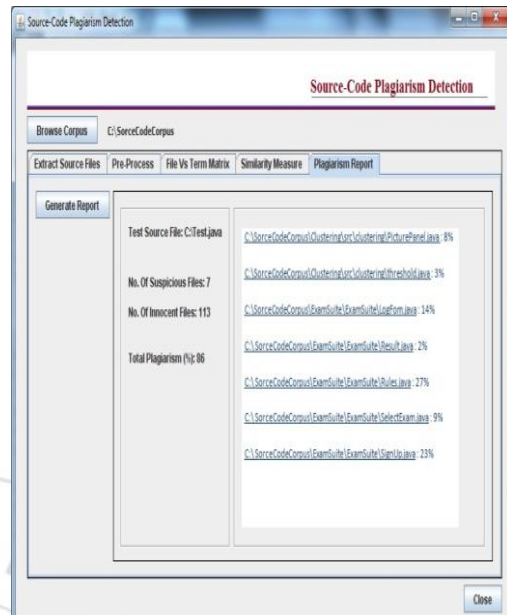 Source-Code Plagiarism Detection
Source-Code Plagiarism Detection
Browse Corpus C:\SorceCodeCorpus
Extract Source Files Pre-Process File Vs Term Matrix Similarity Measure Plagiarism Report
Generate Report
Test Source File: C:\Test.java
No. Of Suspicious Files: 7
No. Of Innocent Files: 113
Total Plagiarism (%): 86
C:\SorceCodeCorpus\Clustering\src\clustering\PicturePanel.java : 8%
C:\SorceCodeCorpus\Clustering\src\clustering\threshold.java : 3%
C:\SorceCodeCorpus\ExamSuite\ExamSuite\LogForn.java : 14%
C:\SorceCodeCorpus\ExamSuite\ExamSuite\Result.java : 2%
C:\SorceCodeCorpus\ExamSuite\ExamSuite\Rules.java : 27%
C:\SorceCodeCorpus\ExamSuite\ExamSuite\SelectExam.java : 9%
C:\SorceCodeCorpus\ExamSuite\ExamSuite\SignUp.java : 23%
Close